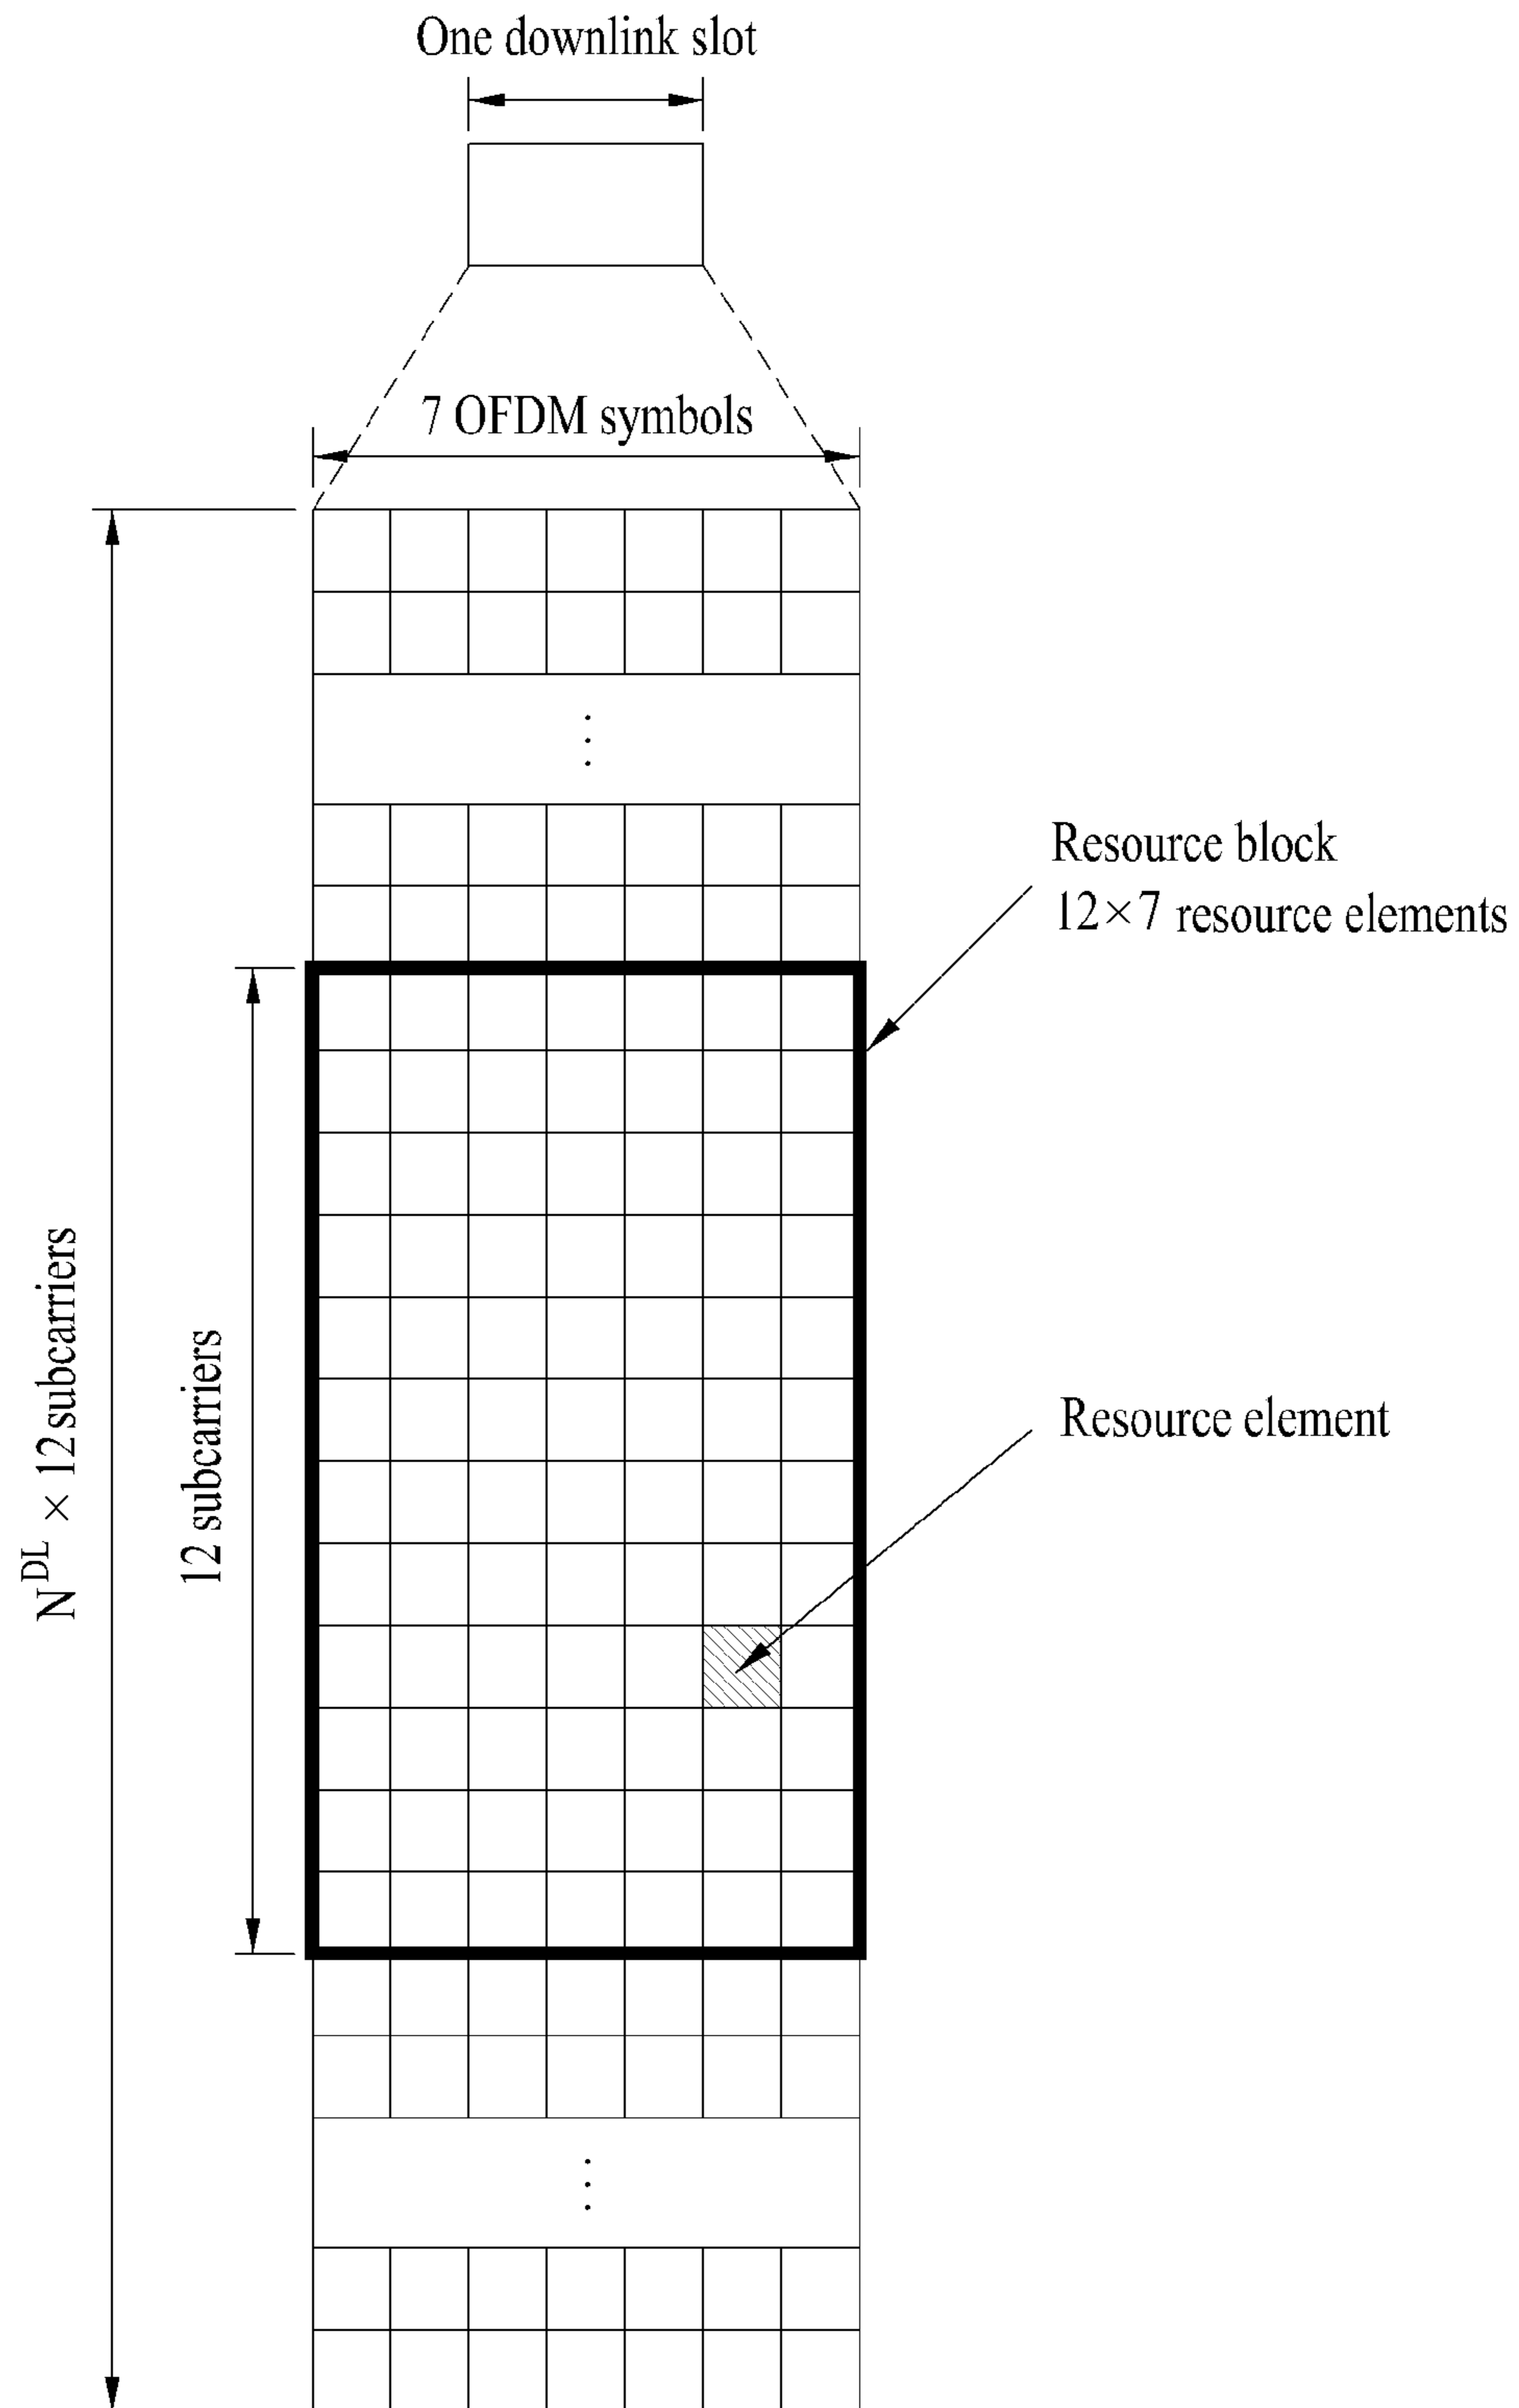 One downlink slot
7 OFDM symbols
Resource block
12×7 resource elements
Resource element
12 subcarriers
N^DL × 12subcarriers